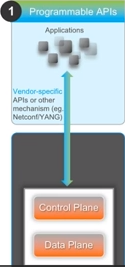 1 Programmable APIs
Applications
Vendor-specific
APIs or other
mechanism (eg.
Netconf/YANG)
Control Plane
Data Plane